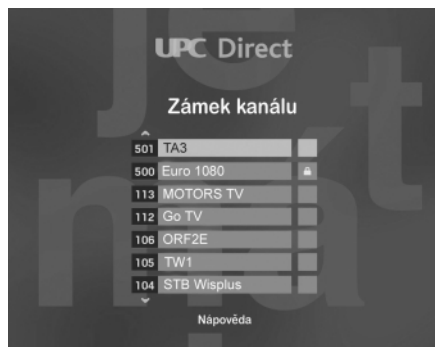 UPC Direct
Zámek kanálu
501 TA3
500 Euro 1080
113 MOTORS TV
112 Go TV
106 ORF2E
105 TW1
104 STB Wisplus
Nápověda